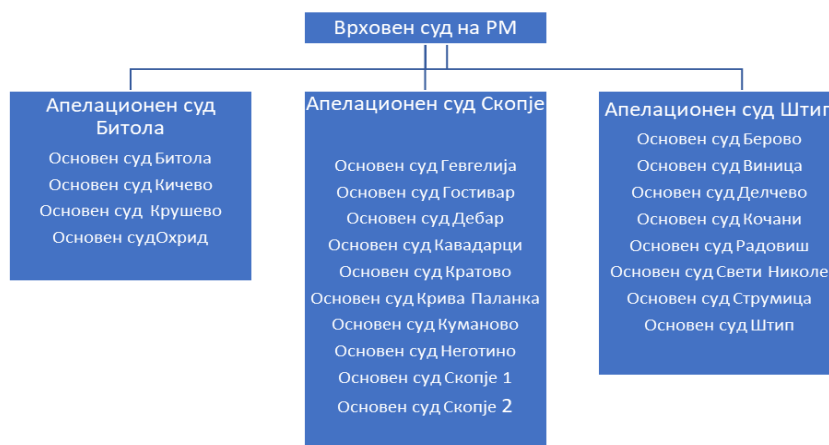 Врховен суд на РМ
Апелационен суд
Битола
Основен суд Битола
Основен суд Кичево
Основен суд Крушево
Основен судОхрид
Апелационен суд Скопје
Основен суд Гевгелија
Основен суд Гостивар
Основен суд Дебар
Основен суд Кавадарци
Основен суд Кратово
Основен суд Крива Паланка
Основен суд Куманово
Основен суд Неготино
Основен суд Скопје 1
Основен суд Скопје 2
Апелационен суд Штип
Основен суд Берово
Основен суд Виница
Основен суд Делчево
Основен суд Кочани
Основен суд Радовиш
Основен суд Свети Николе
Основен суд Струмица
Основен суд Штип